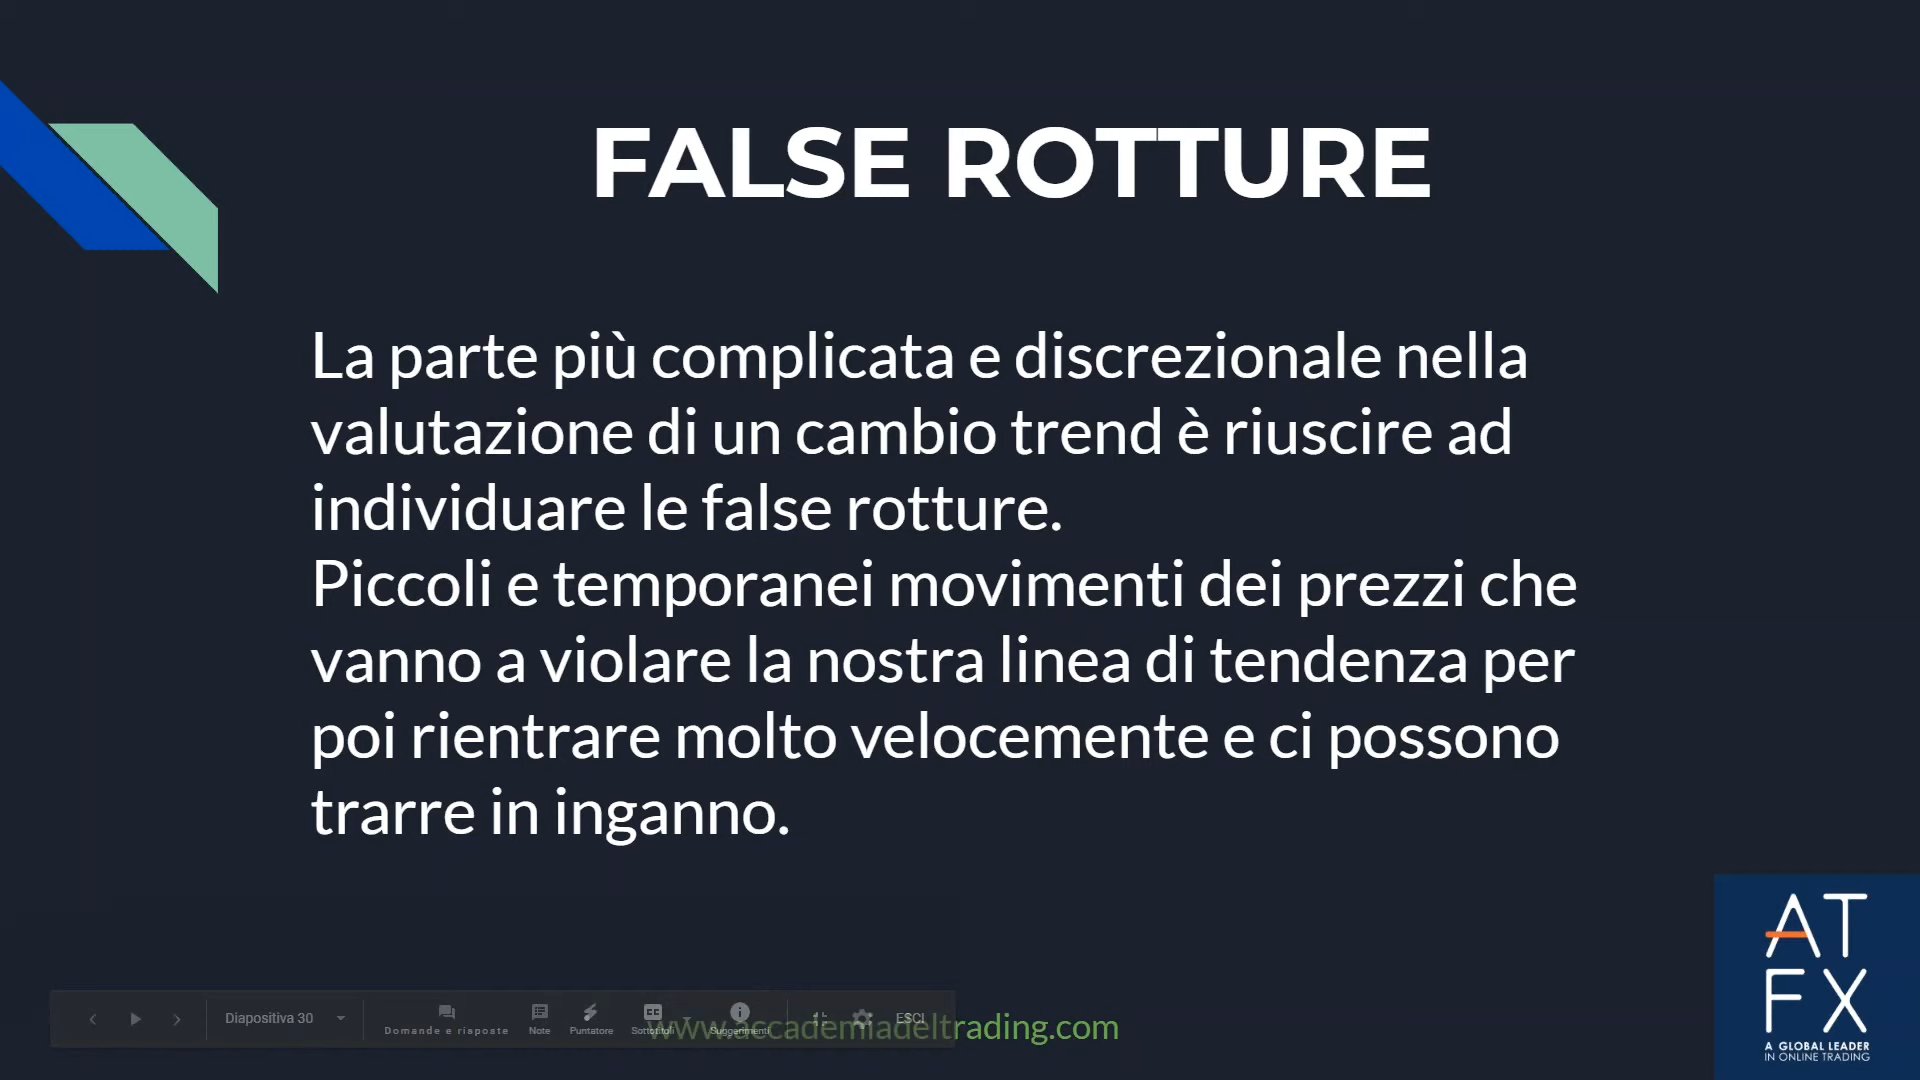 FALSE ROTTURE
La parte più complicata e discrezionale nella
valutazione di un cambio trend è riuscire ad
individuare le false rotture.
Piccoli e temporanei movimenti dei prezzi che
vanno a violare la nostra linea di tendenza per
poi rientrare molto velocemente e ci possono
trarre in inganno.
Diapositiva 30
Domande e risposte
Note
Puntatore
Sottotitoli
Suggerimenti
ESCI
www.accademiadeltrading.com
AT
FX
A GLOBAL LEADER
IN ONLINE TRADING